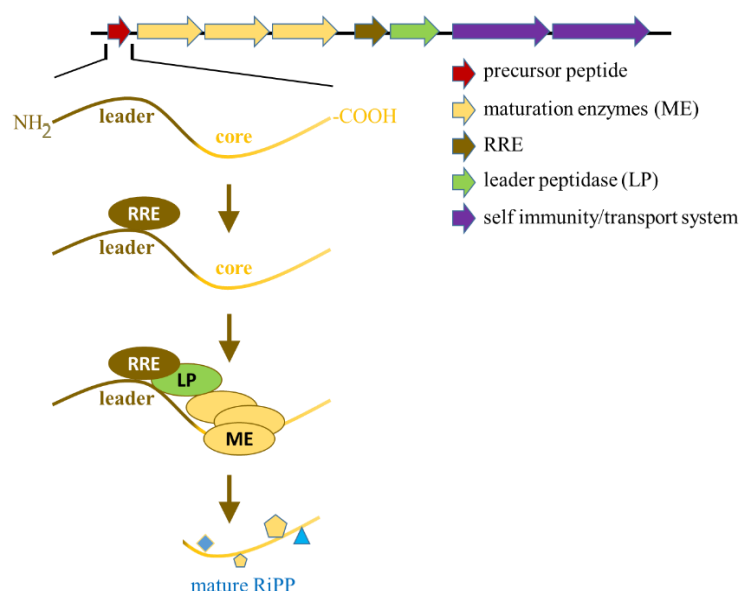 precursor peptide
maturation enzymes (ME)
RRE
leader peptidase (LP)
self immunity/transport system
NH2
leader
core
-COOH
RRE
leader
core
RRE
LP
leader
ME
mature RiPP